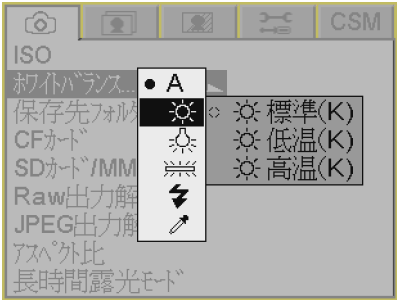 CSM
ISO
ホワイトバランス...
A
保存先フォル
標準(K)
CFカード
低温(K)
SDカード/MM
高温(K)
Raw出力解
JPEG出力解
アスペクト比
長時間露光モード